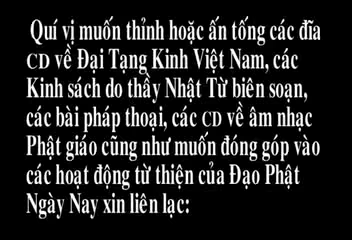 Quí vị muốn thỉnh hoặc ấn tống các đĩa
CD về Đại Tạng Kinh Việt Nam, các
Kinh sách do thầy Nhật Từ biên soạn,
các bài pháp thoại, các CD về âm nhạc
Phật giáo cũng như muốn đóng góp vào
các hoạt động từ thiện của Đạo Phật
Ngày Nay xin liên lạc: